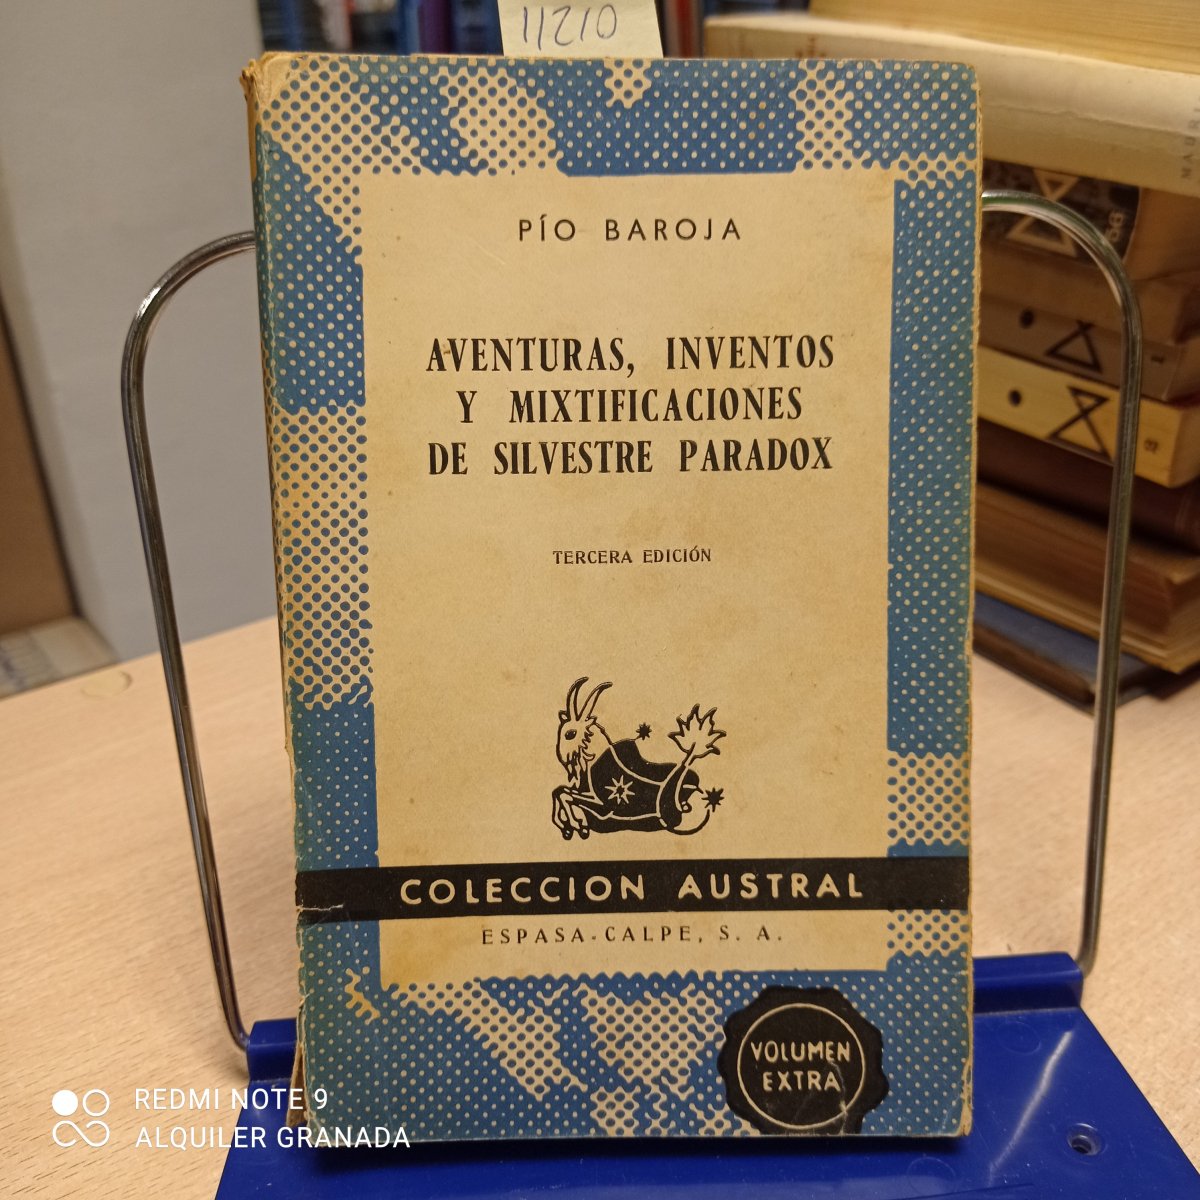 11210
PÍO BAROJA
AVENTURAS, INVENTOS
Y MIXTIFICACIONES
DE SILVESTRE PARADOX
TERCERA EDICIÓN
COLECCION AUSTRAL
ESPASA-CALPE, S. A.
VOLUMEN
EXTRA
REDMI NOTE 9
ALQUILER GRANADA